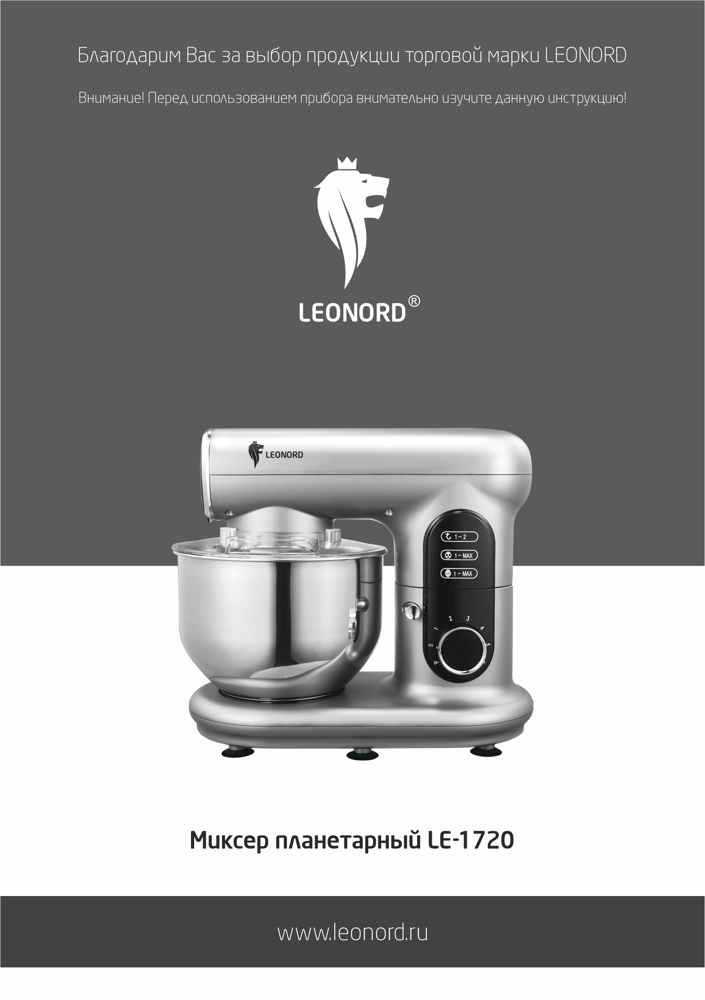 Благодарим Вас за выбор продукции торговой марки LEONORD
Внимание! Перед использованием прибора внимательно изучите данную инструкцию!
LEONORD®
LEONORD
1-2
1-MAX
1-MAX
P 0 1 2 3 4 5
Миксер планетарный LE-1720
www.leonord.ru